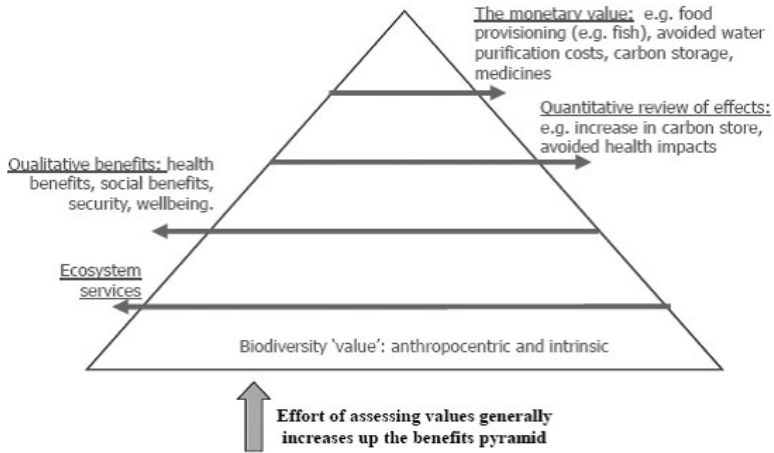 The monetary value: e.g. food
provisioning (e.g. fish), avoided water
purification costs, carbon storage,
medicines
Quantitative review of effects:
e.g. increase in carbon store,
avoided health impacts
Qualitative benefits: health
benefits, social benefits,
security, wellbeing.
Ecosystem
services
Biodiversity 'value': anthropocentric and intrinsic
Effort of assessing values generally
increases up the benefits pyramid